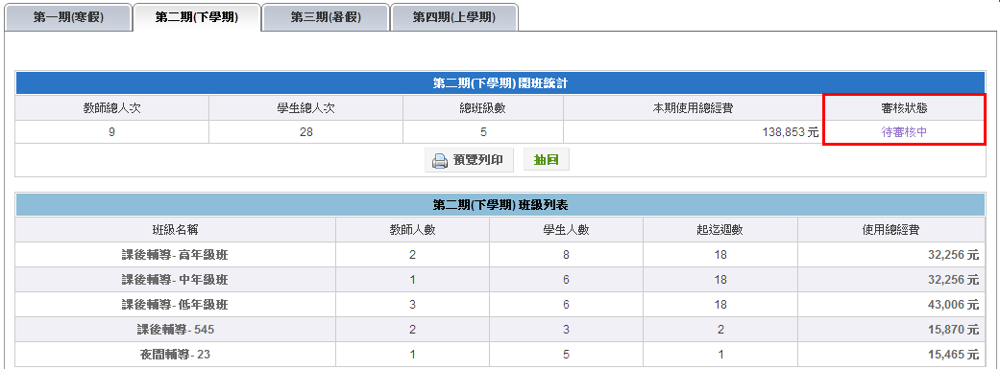 第一期(寒假) 第二期(下學期) 第三期(暑假) 第四期(上學期)
第二期(下學期) 開班統計
教師總人次 學生總人次 總班級數 本期使用總經費 審核狀態
9 28 5 138,853 元 待審核中
預覽列印 抽回
第二期(下學期) 班級列表
班級名稱 教師人數 學生人數 起迄週數 使用總經費
課後輔導- 高年級班 2 8 18 32,256 元
課後輔導- 中年級班 1 6 18 32,256 元
課後輔導- 低年級班 3 6 18 43,006 元
課後輔導- 545 2 3 2 15,870 元
夜間輔導- 23 1 5 1 15,465 元